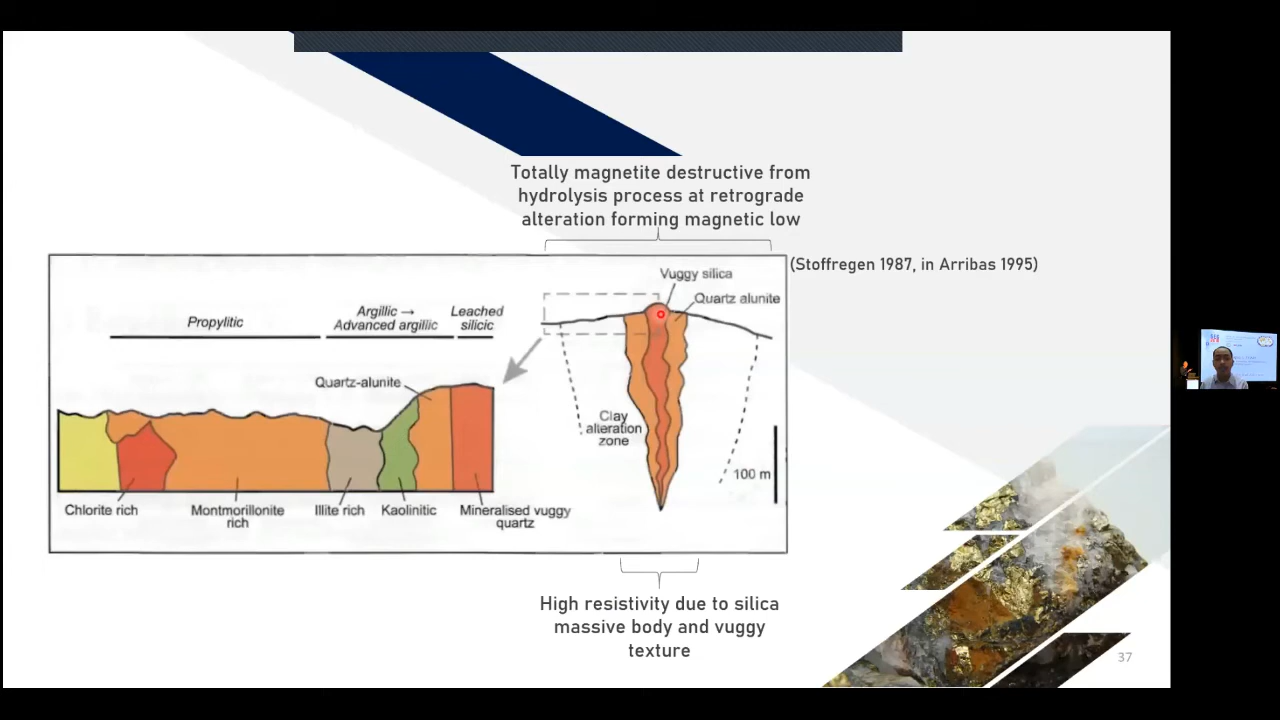 Totally magnetite destructive from
hydrolysis process at retrograde
alteration forming magnetic low
(Stoffregen 1987, in Arribas 1995)
Vuggy silica
Quartz alunite
Propylitic
Argillic →
Advanced argillic
Leached
silicic
Quartz-alunite
Clay
alteration
zone
100 m
Chlorite rich
Montmorillonite
rich
Illite rich
Kaolinitic
Mineralised vuggy
quartz
High resistivity due to silica
massive body and vuggy
texture
37